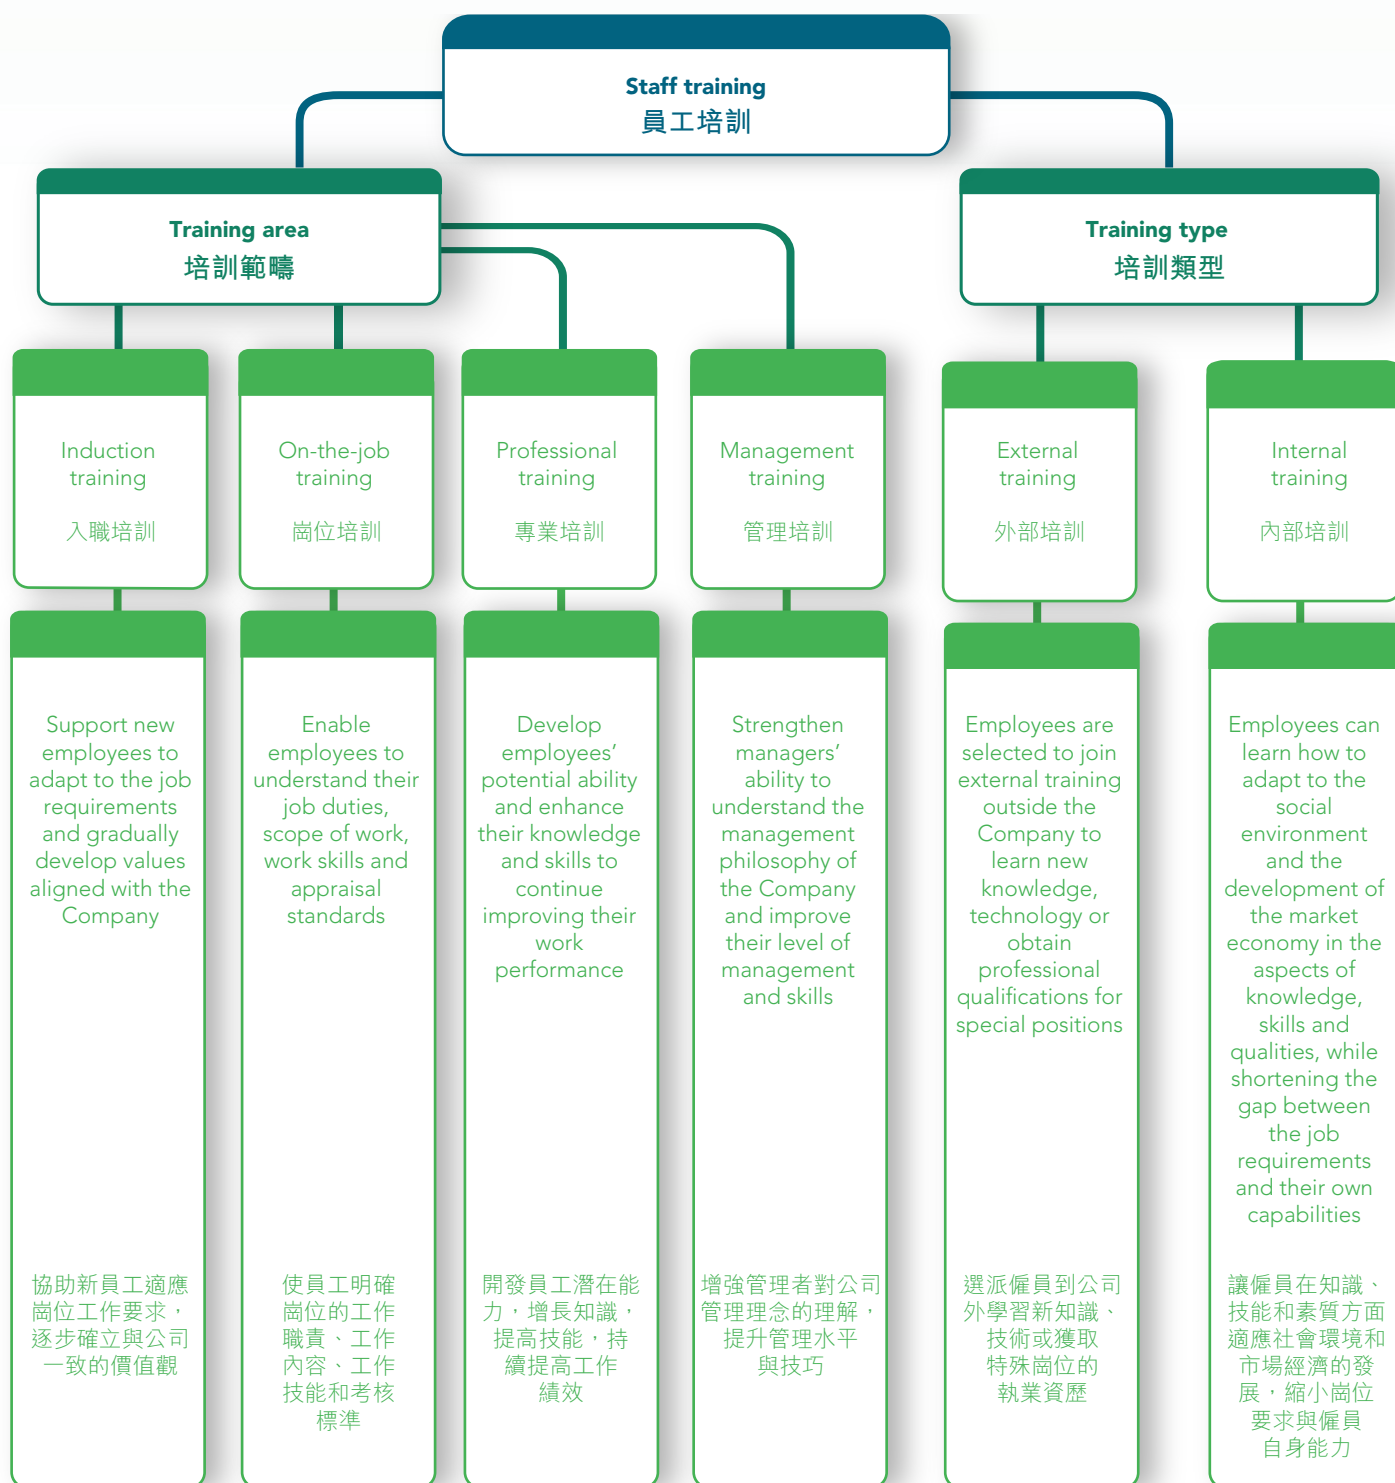 Staff training
員工培訓
Training area
培訓範疇
Training type
培訓類型
Induction
training
入職培訓
On-the-job
training
崗位培訓
Professional
training
專業培訓
Management
training
管理培訓
External
training
外部培訓
Internal
training
內部培訓
Support new
employees to
adapt to the job
requirements
and gradually
develop values
aligned with the
Company
協助新員工適應
崗位工作要求，
逐步確立與公司
一致的價值觀
Enable
employees to
understand their
job duties,
scope of work,
work skills and
appraisal
standards
使員工明確
崗位的工作
職責、工作
內容、工作
技能和考核
標準
Develop
employees’
potential ability
and enhance
their knowledge
and skills to
continue
improving their
work
performance
開發員工潛在能
力，增長知識，
提高技能，持
續提高工作
績效
Strengthen
managers’
ability to
understand the
management
philosophy of
the Company
and improve
their level of
management
and skills
增強管理者對公司
管理理念的理解，
提升管理水平
與技巧
Employees are
selected to join
external training
outside the
Company to
learn new
knowledge,
technology or
obtain
professional
qualifications for
special positions
選派僱員到公司
外學習新知識、
技術或獲取
特殊崗位的
執業資歷
Employees can
learn how to
adapt to the
social
environment
and the
development of
the market
economy in the
aspects of
knowledge,
skills and
qualities, while
shortening the
gap between
the job
requirements
and their own
capabilities
讓僱員在知識、
技能和素質方面
適應社會環境和
市場經濟的發
展，縮小崗位
要求與僱員
自身能力